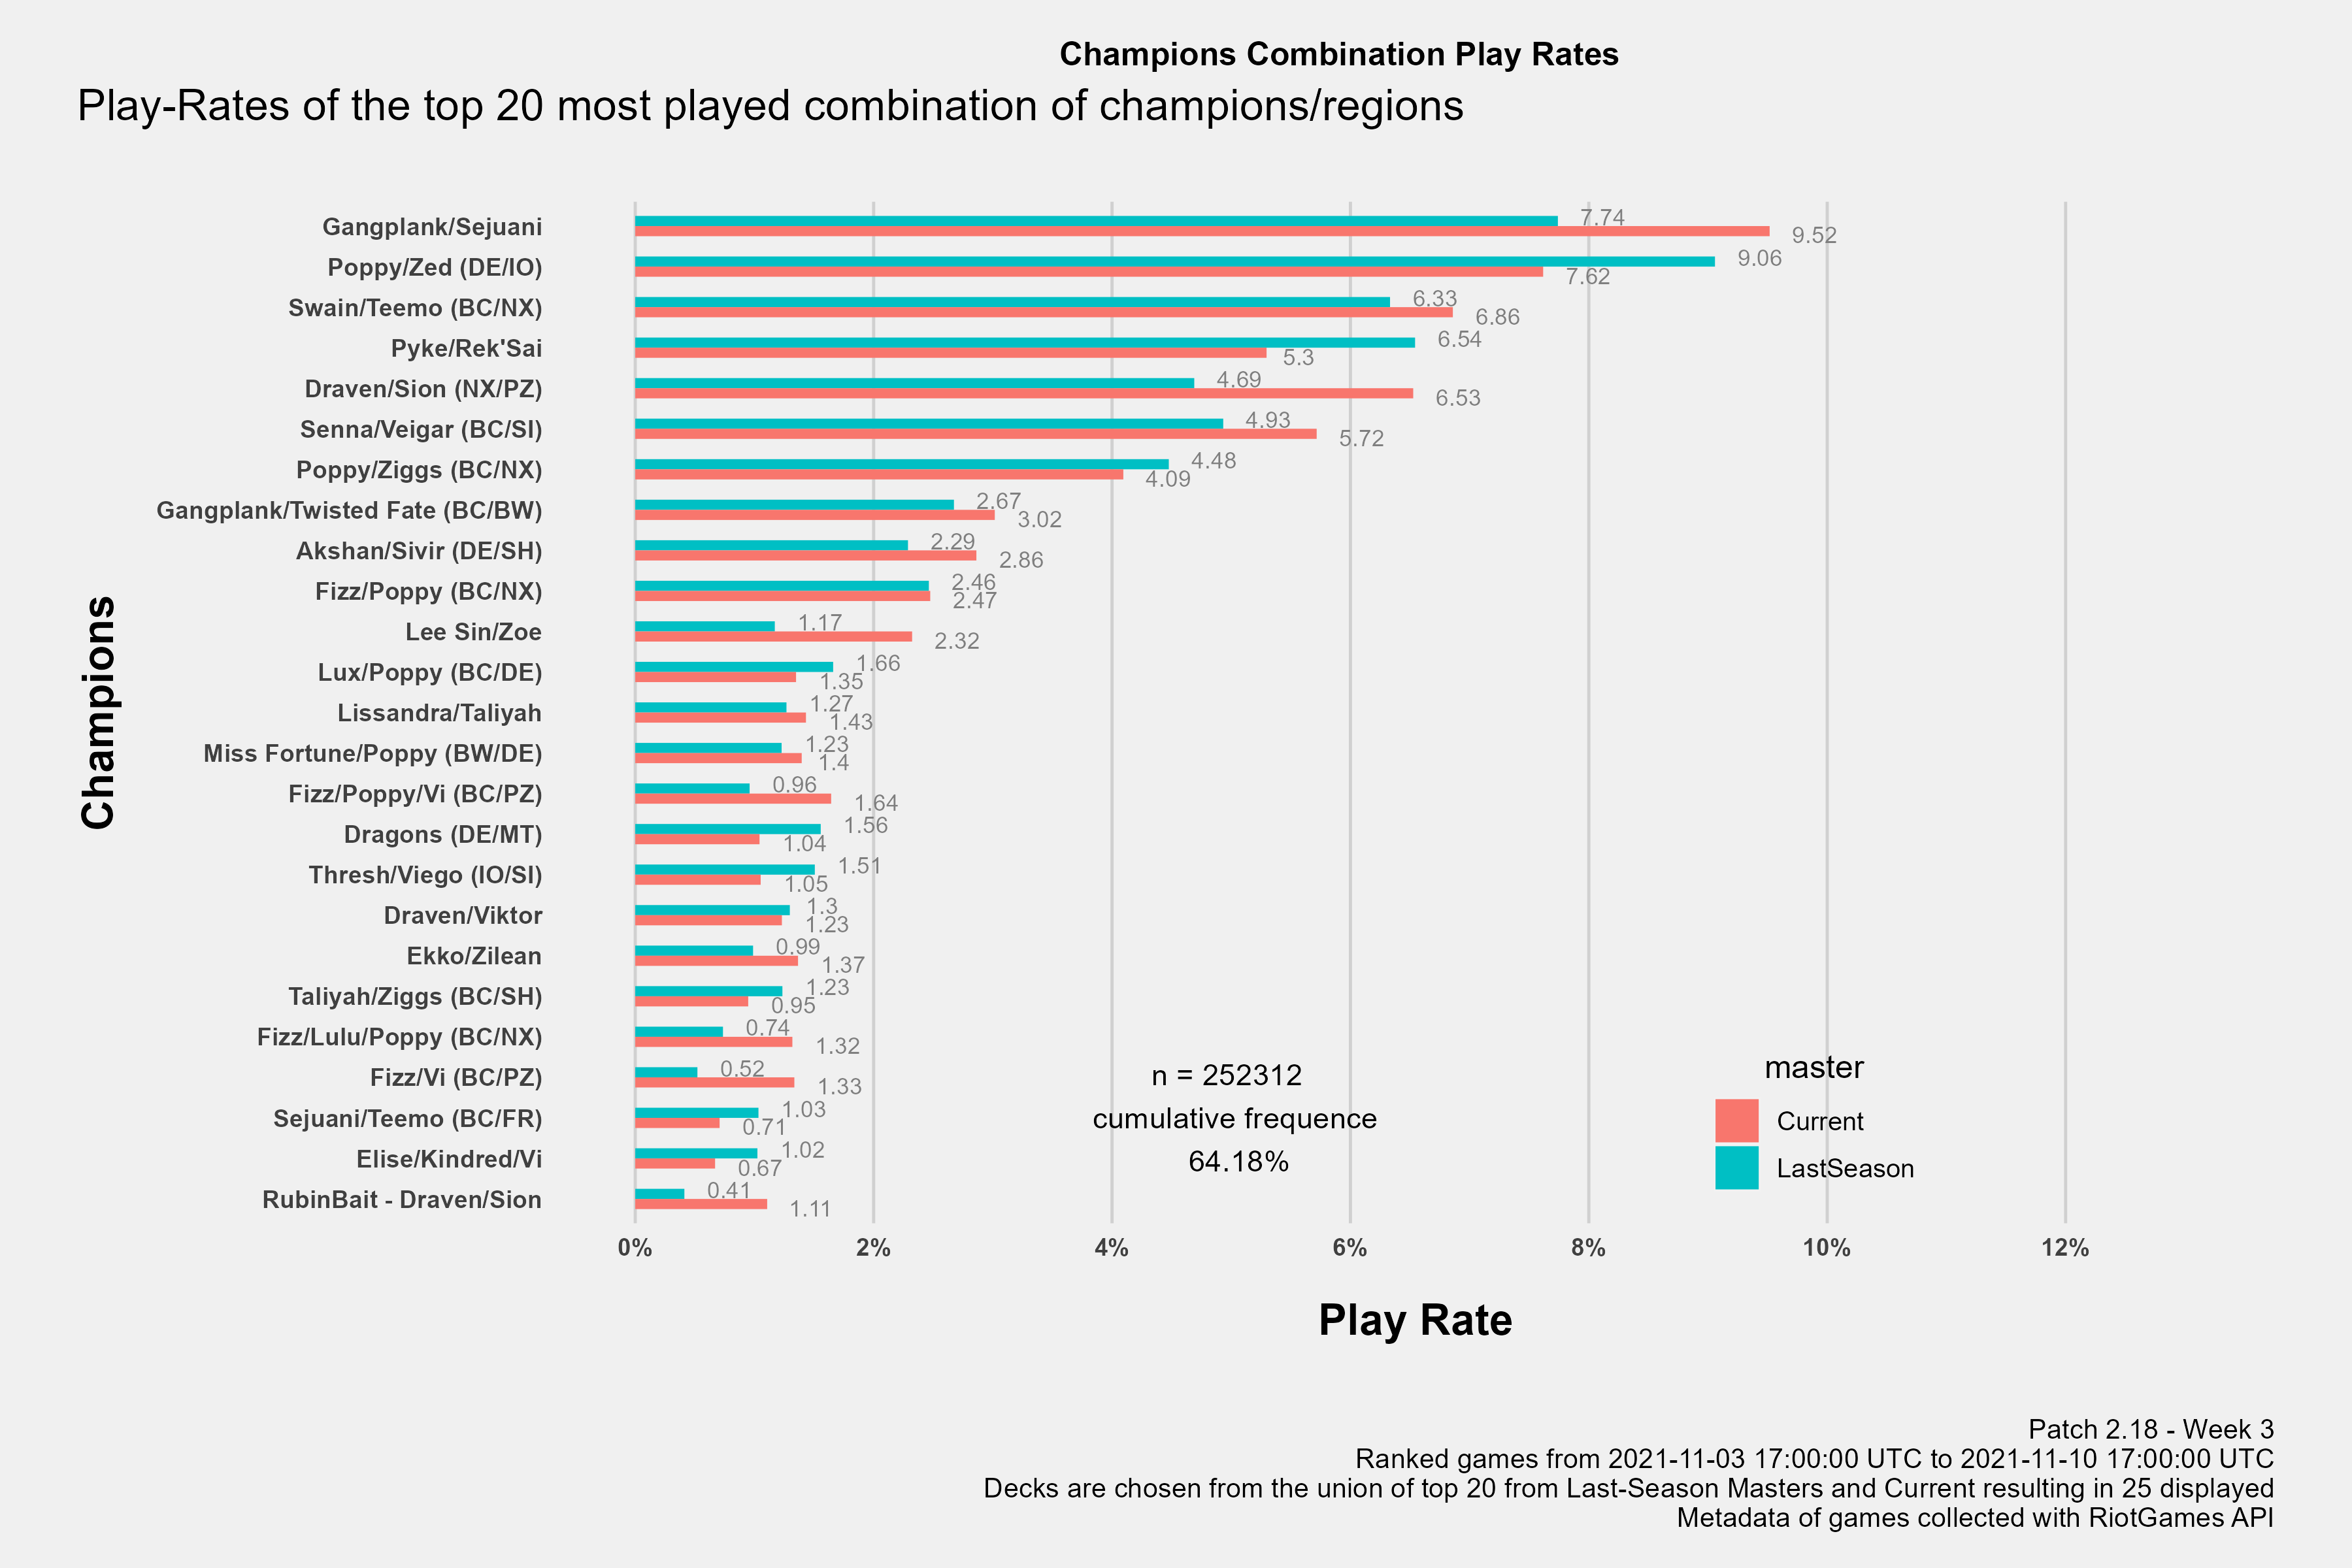 Champions Combination Play Rates
Play-Rates of the top 20 most played combination of champions/regions
Champions
Gangplank/Sejuani
7.74
9.52
Poppy/Zed (DE/IO)
9.06
7.62
Swain/Teemo (BC/NX)
6.33
6.86
Pyke/Rek'Sai
6.54
5.3
Draven/Sion (NX/PZ)
4.69
6.53
Senna/Veigar (BC/SI)
4.93
5.72
Poppy/Ziggs (BC/NX)
4.48
4.09
Gangplank/Twisted Fate (BC/BW)
2.67
3.02
Akshan/Sivir (DE/SH)
2.29
2.86
Fizz/Poppy (BC/NX)
2.46
2.47
Lee Sin/Zoe
1.17
2.32
Lux/Poppy (BC/DE)
1.66
1.35
Lissandra/Taliyah
1.27
1.43
Miss Fortune/Poppy (BW/DE)
1.23
1.4
Fizz/Poppy/Vi (BC/PZ)
0.96
1.64
Dragons (DE/MT)
1.56
1.04
Thresh/Viego (IO/SI)
1.51
1.05
Draven/Viktor
1.3
1.23
Ekko/Zilean
0.99
1.37
Taliyah/Ziggs (BC/SH)
1.23
0.95
Fizz/Lulu/Poppy (BC/NX)
0.74
1.32
Fizz/Vi (BC/PZ)
0.52
1.33
Sejuani/Teemo (BC/FR)
1.03
0.71
Elise/Kindred/Vi
1.02
0.67
RubinBait - Draven/Sion
0.41
1.11
n = 252312
cumulative frequence
64.18%
master
Current
LastSeason
0% 2% 4% 6% 8% 10% 12%
Play Rate
Patch 2.18 - Week 3
Ranked games from 2021-11-03 17:00:00 UTC to 2021-11-10 17:00:00 UTC
Decks are chosen from the union of top 20 from Last-Season Masters and Current resulting in 25 displayed
Metadata of games collected with RiotGames API